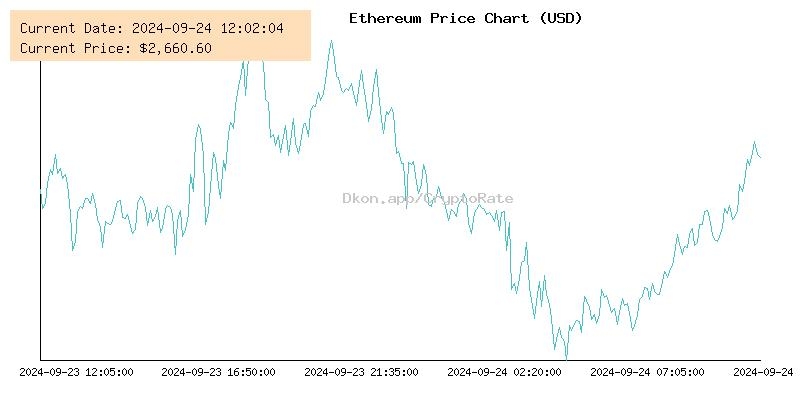 Ethereum Price Chart (USD)
Current Date: 2024-09-24 12:02:04
Current Price: $2,660.60
Dkon.app/CryptoRate
2024-09-23 12:05:00 2024-09-23 16:50:00 2024-09-23 21:35:00 2024-09-24 02:20:00 2024-09-24 07:05:00 2024-09-24